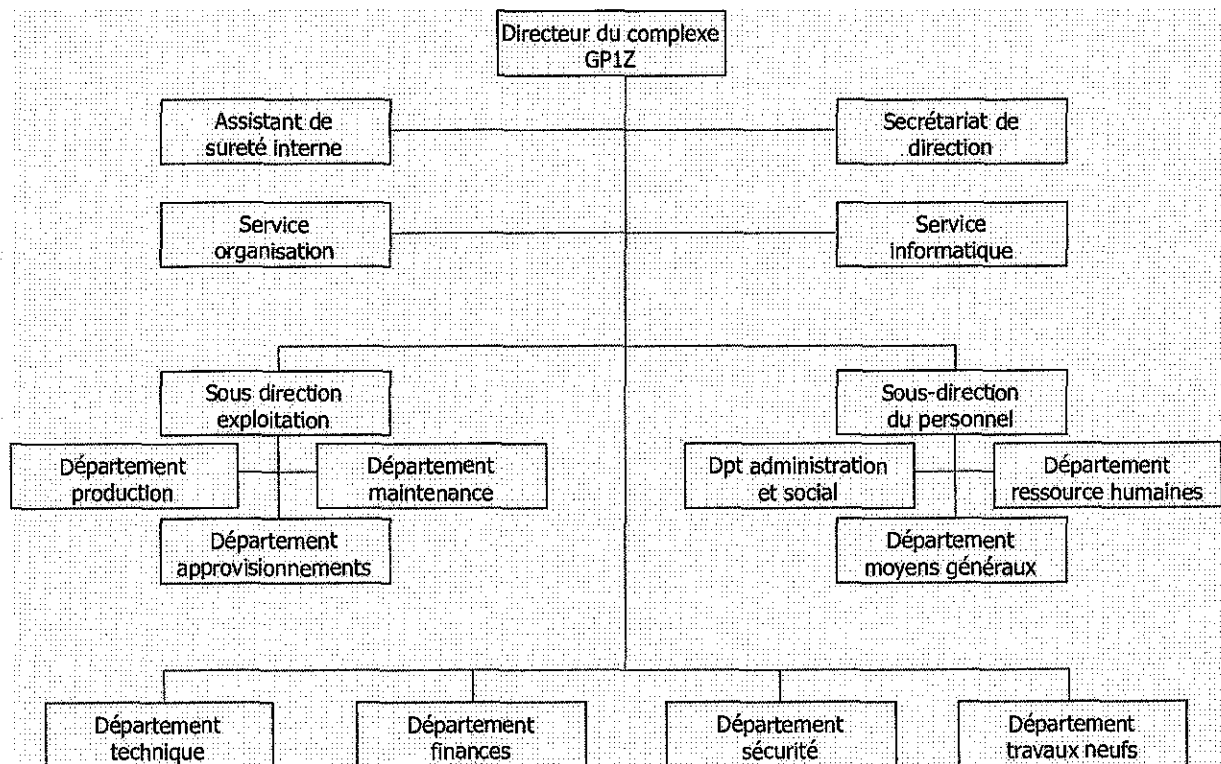 Directeur du complexe
GP1Z
Assistant de
sureté interne
Secrétariat de
direction
Service
organisation
Service
informatique
Sous direction
exploitation
Sous-direction
du personnel
Département
production
Département
maintenance
Dpt administration
et social
Département
ressource humaines
Département
approvisionnements
Département
moyens généraux
Département
technique
Département
finances
Département
sécurité
Département
travaux neufs